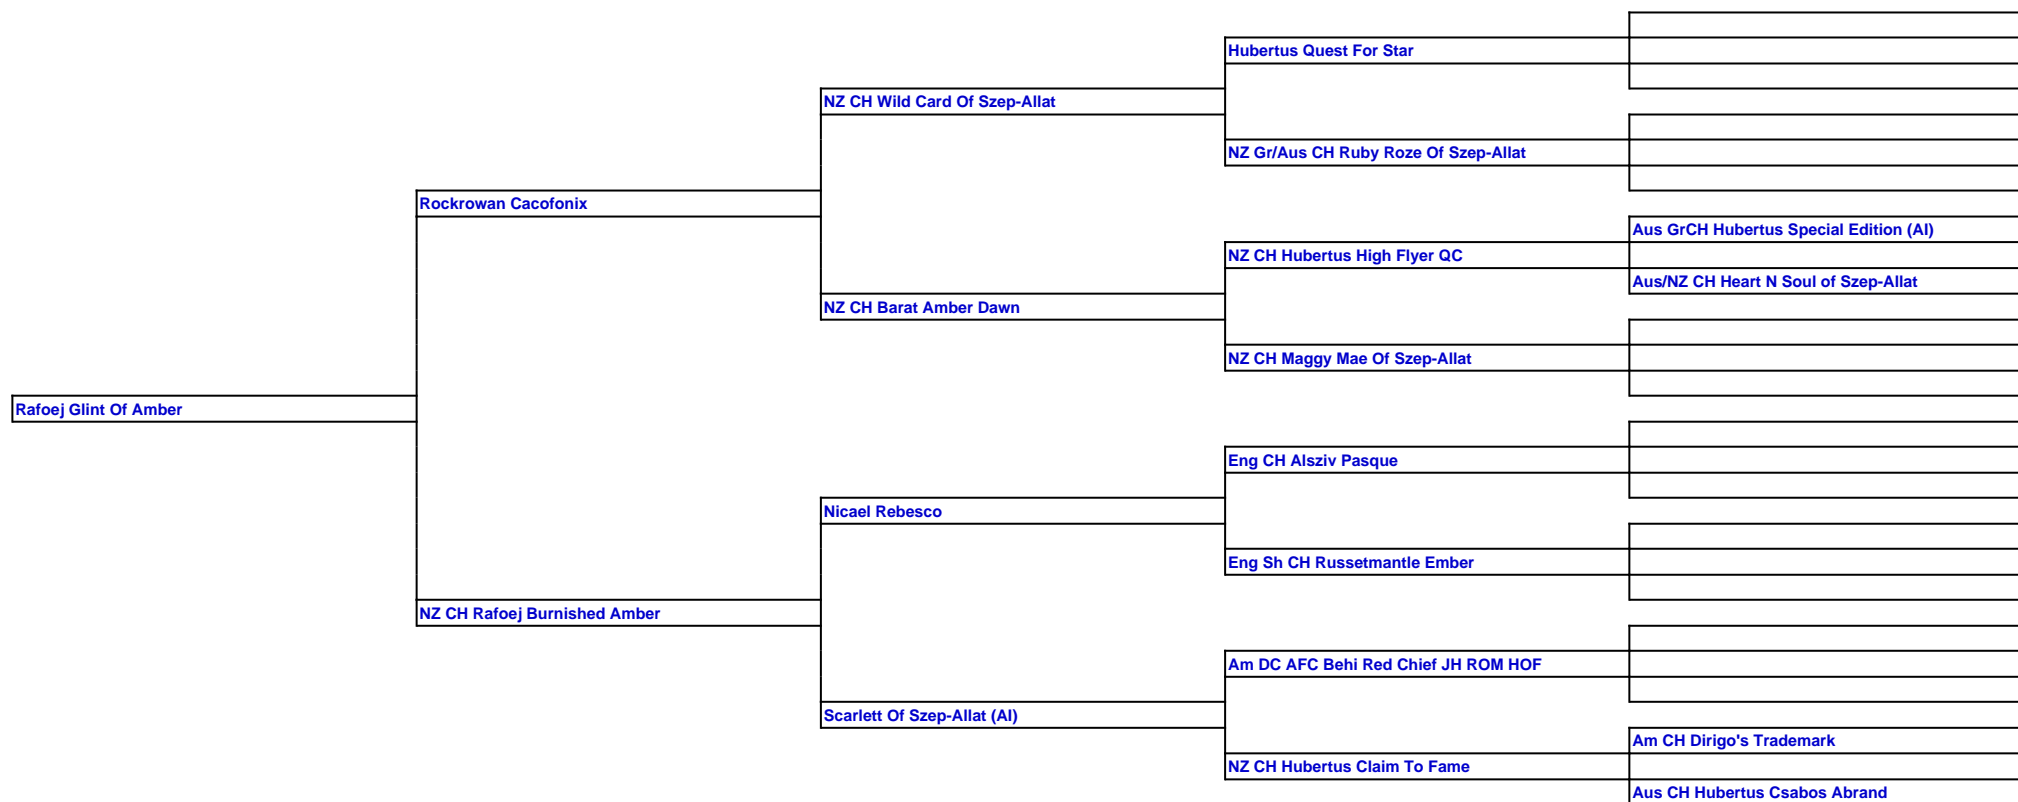 Hubertus Quest For Star
NZ CH Wild Card Of Szep-Allat
NZ Gr/Aus CH Ruby Roze Of Szep-Allat
Rockrowan Cacofonix
Aus GrCH Hubertus Special Edition (AI)
NZ CH Hubertus High Flyer QC
Aus/NZ CH Heart N Soul of Szep-Allat
NZ CH Barat Amber Dawn
NZ CH Maggy Mae Of Szep-Allat
Rafoej Glint Of Amber
Eng CH Alsziv Pasque
Nicael Rebesco
Eng Sh CH Russetmantle Ember
NZ CH Rafoej Burnished Amber
Am DC AFC Behi Red Chief JH ROM HOF
Scarlett Of Szep-Allat (AI)
Am CH Dirigo's Trademark
NZ CH Hubertus Claim To Fame
Aus CH Hubertus Csabos Abrand